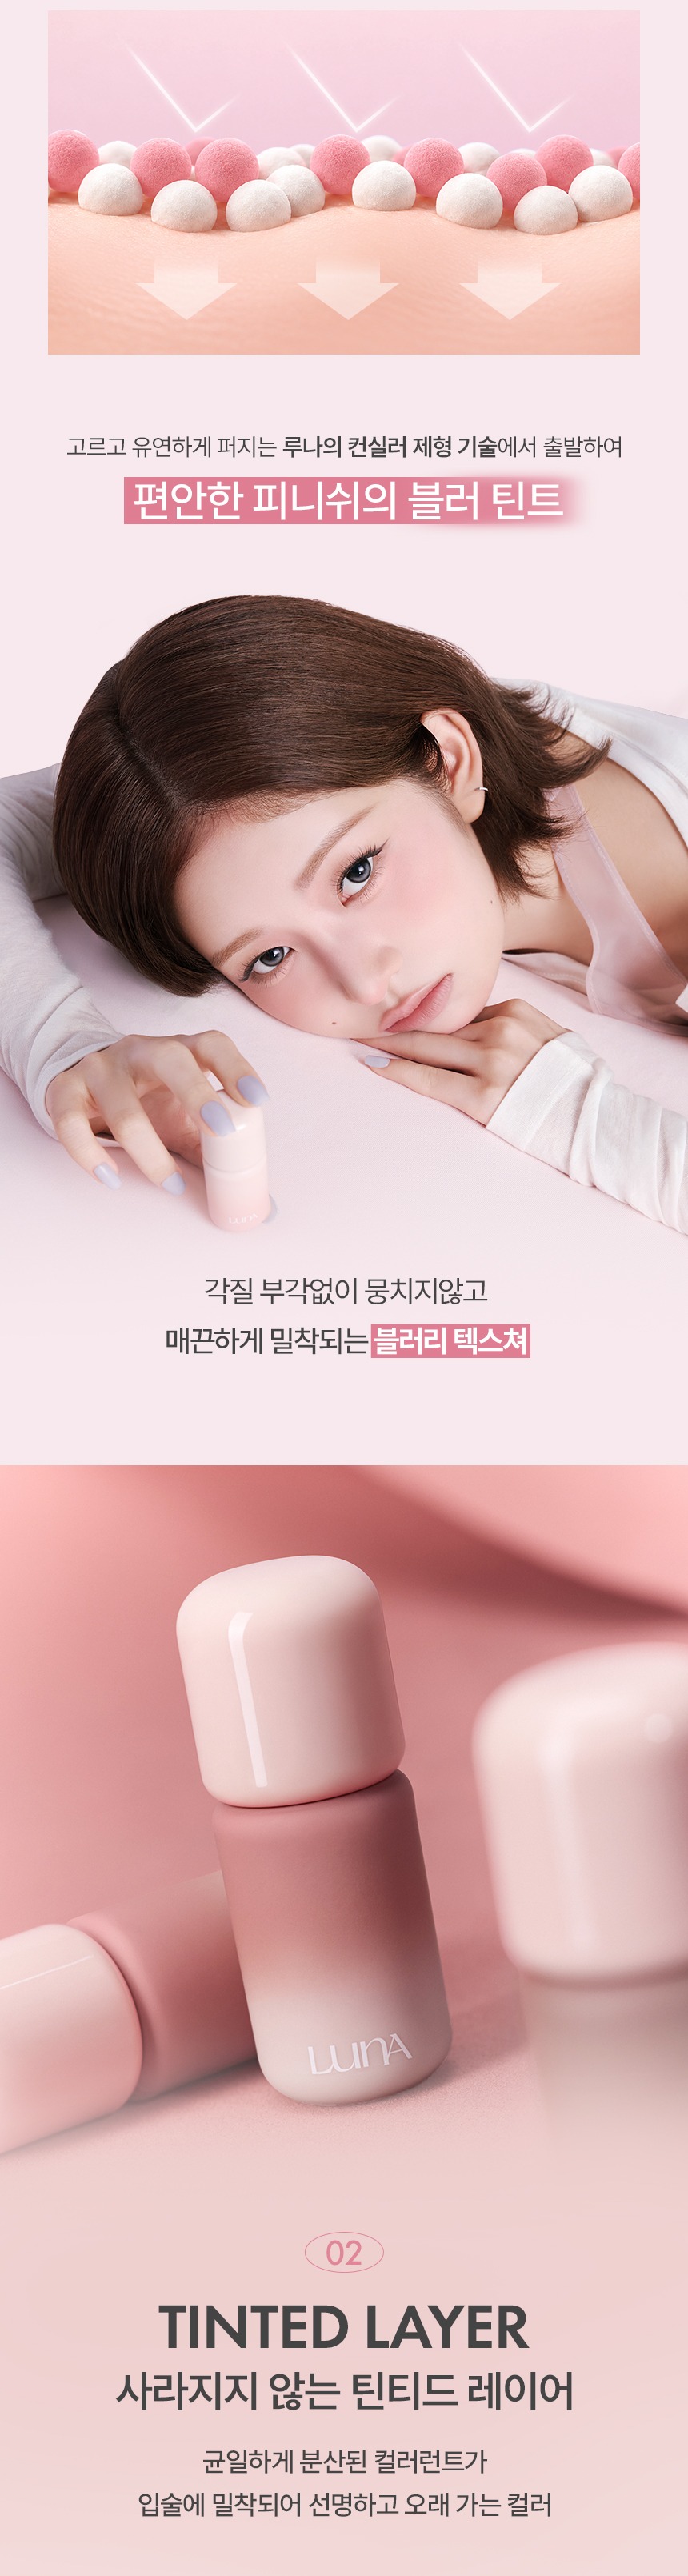 고르고 유연하게 퍼지는 루나의 컨실러 제형 기술에서 출발하여
편안한 피니쉬의 블러 틴트
LUNA
각질 부각없이 뭉치지않고
매끈하게 밀착되는 블러리 텍스쳐
LUNA
02
TINTED LAYER
사라지지 않는 틴티드 레이어
균일하게 분산된 컬러런트가
입술에 밀착되어 선명하고 오래 가는 컬러